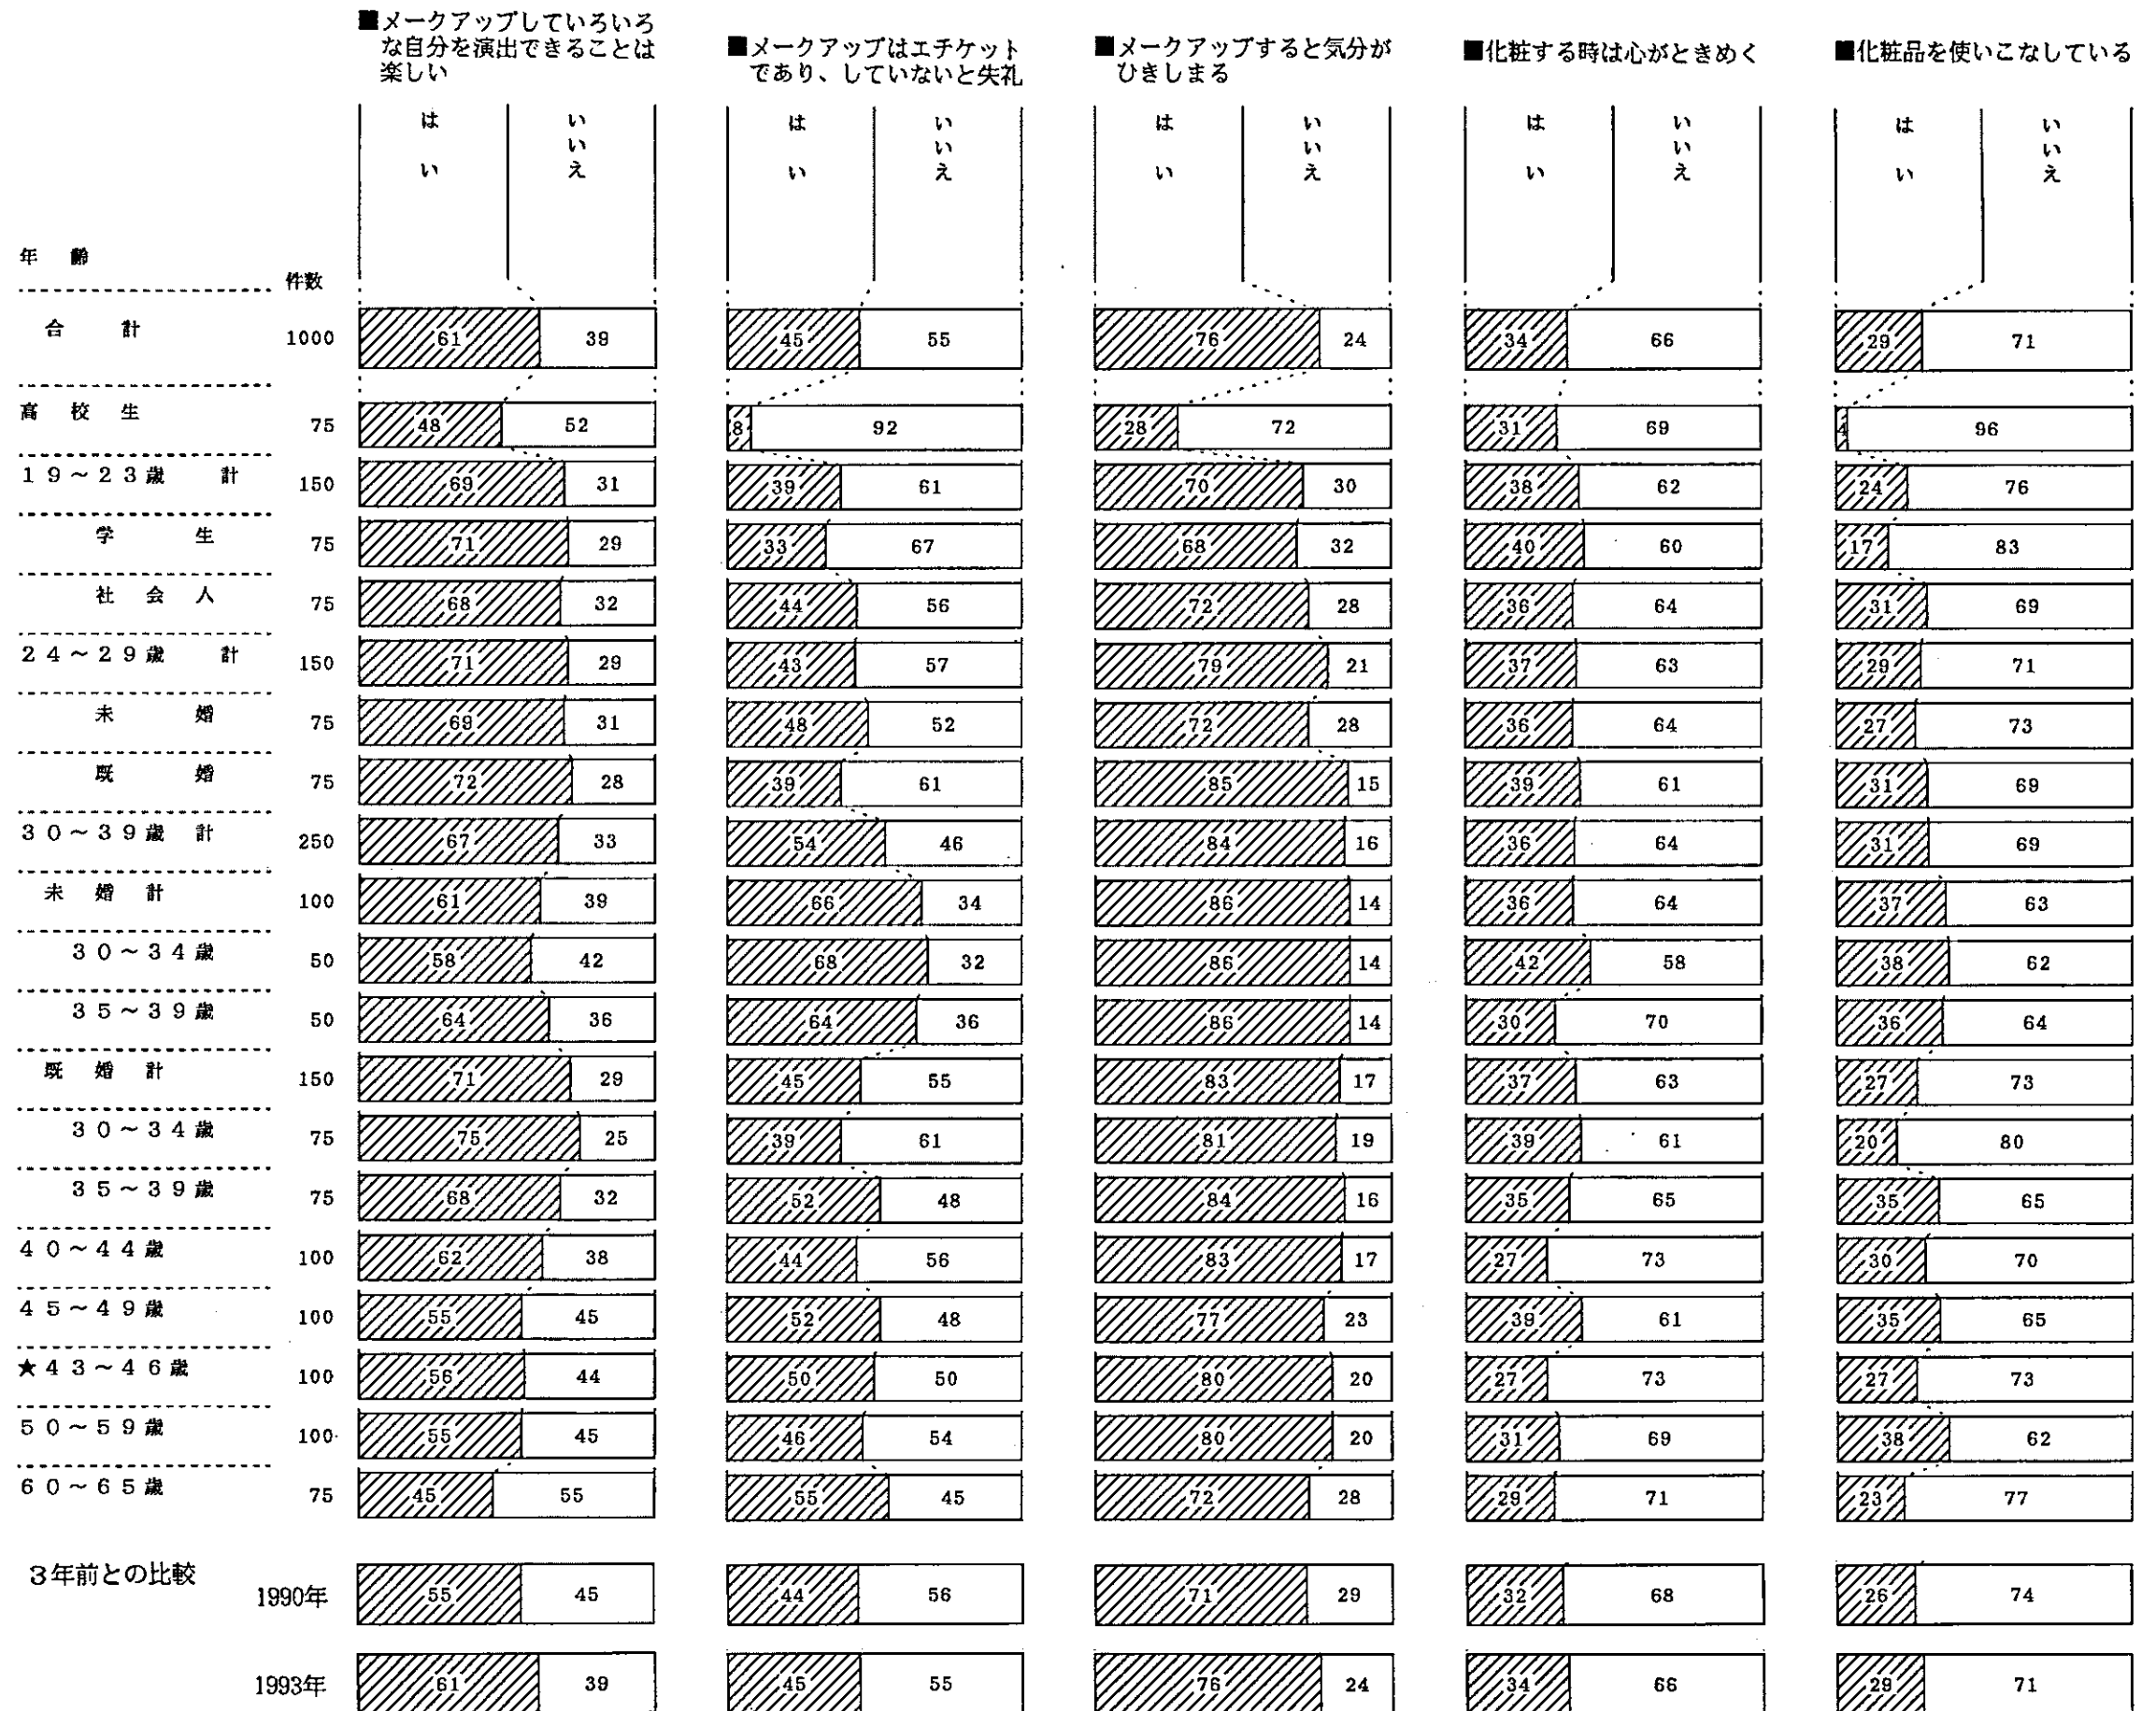 ■メークアップしていろいろ
な自分を演出できることは
楽しい
■メークアップはエチケット
であり、していないと失礼
■メークアップすると気分が
ひきしまる
■化粧する時は心がときめく
■化粧品を使いこなしている
はい いいえ はい いいえ はい いいえ はい いいえ はい いいえ
年齢
件数
合計 1000 61 39 45 55 76 24 34 66 29 71
高校生 75 48 52 8 92 28 72 31 69 4 96
19～23歳 計 150 69 31 39 61 70 30 38 62 24 76
学生 75 71 29 33 67 68 32 40 60 17 83
社会人 75 68 32 44 56 72 28 36 64 31 69
24～29歳 計 150 71 29 43 57 79 21 37 63 29 71
未婚 75 69 31 48 52 72 28 36 64 27 73
既婚 75 72 28 39 61 85 15 39 61 31 69
30～39歳 計 250 67 33 54 46 84 16 36 64 31 69
未婚計 100 61 39 66 34 86 14 36 64 37 63
30～34歳 50 58 42 68 32 86 14 42 58 38 62
35～39歳 50 64 36 64 36 86 14 30 70 36 64
既婚計 150 71 29 45 55 83 17 37 63 27 73
30～34歳 75 75 25 39 61 81 19 39 61 20 80
35～39歳 75 68 32 52 48 84 16 35 65 35 65
40～44歳 100 62 38 44 56 83 17 27 73 30 70
45～49歳 100 55 45 52 48 77 23 39 61 35 65
★43～46歳 100 56 44 50 50 80 20 27 73 27 73
50～59歳 100 55 45 46 54 80 20 31 69 38 62
60～65歳 75 45 55 55 45 72 28 29 71 23 77
3年前との比較
1990年 55 45 44 56 71 29 32 68 26 74
1993年 61 39 45 55 76 24 34 66 29 71